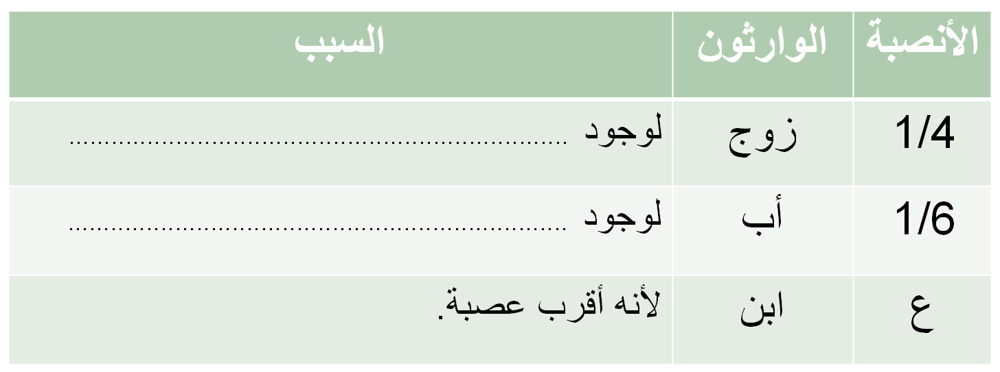 الأنصبة الوارثون السبب
1/4 زوج لوجود ............................................................
1/6 أب لوجود ............................................................
ع ابن لأنه أقرب عصبة.